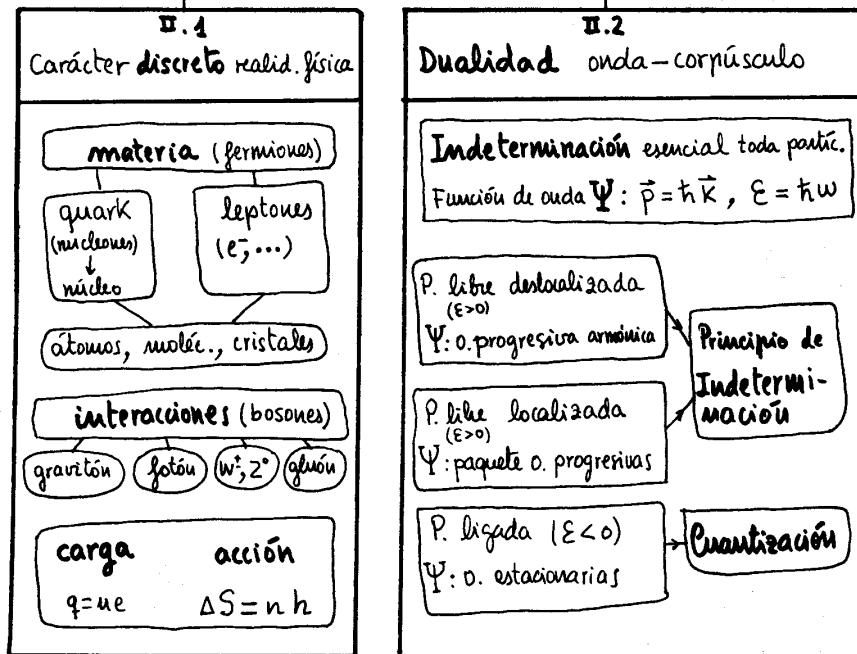 II.1
Carácter discreto realid. física
materia (fermiones)
quark
(nucleones)
↓
núcleo
leptones
(e⁻, ...)
átomos, moléc., cristales
interacciones (bosones)
gravitón
fotón
W±, Z°
gluón
carga
acción
q = ne
ΔS = n h
II.2
Dualidad onda-corpúsculo
Indeterminación esencial toda partíc.
Función de onda Ψ: p⃗ = ħk⃗, Ɛ = ħω
P. libre deslocalizada
(Ɛ>0)
Ψ: o. progresiva armónica
P. libre localizada
(Ɛ>0)
Ψ: paquete o. progresivas
Principio de
Indetermi-
nación
P. ligada (Ɛ<0)
Ψ: o. estacionarias
Cuantización